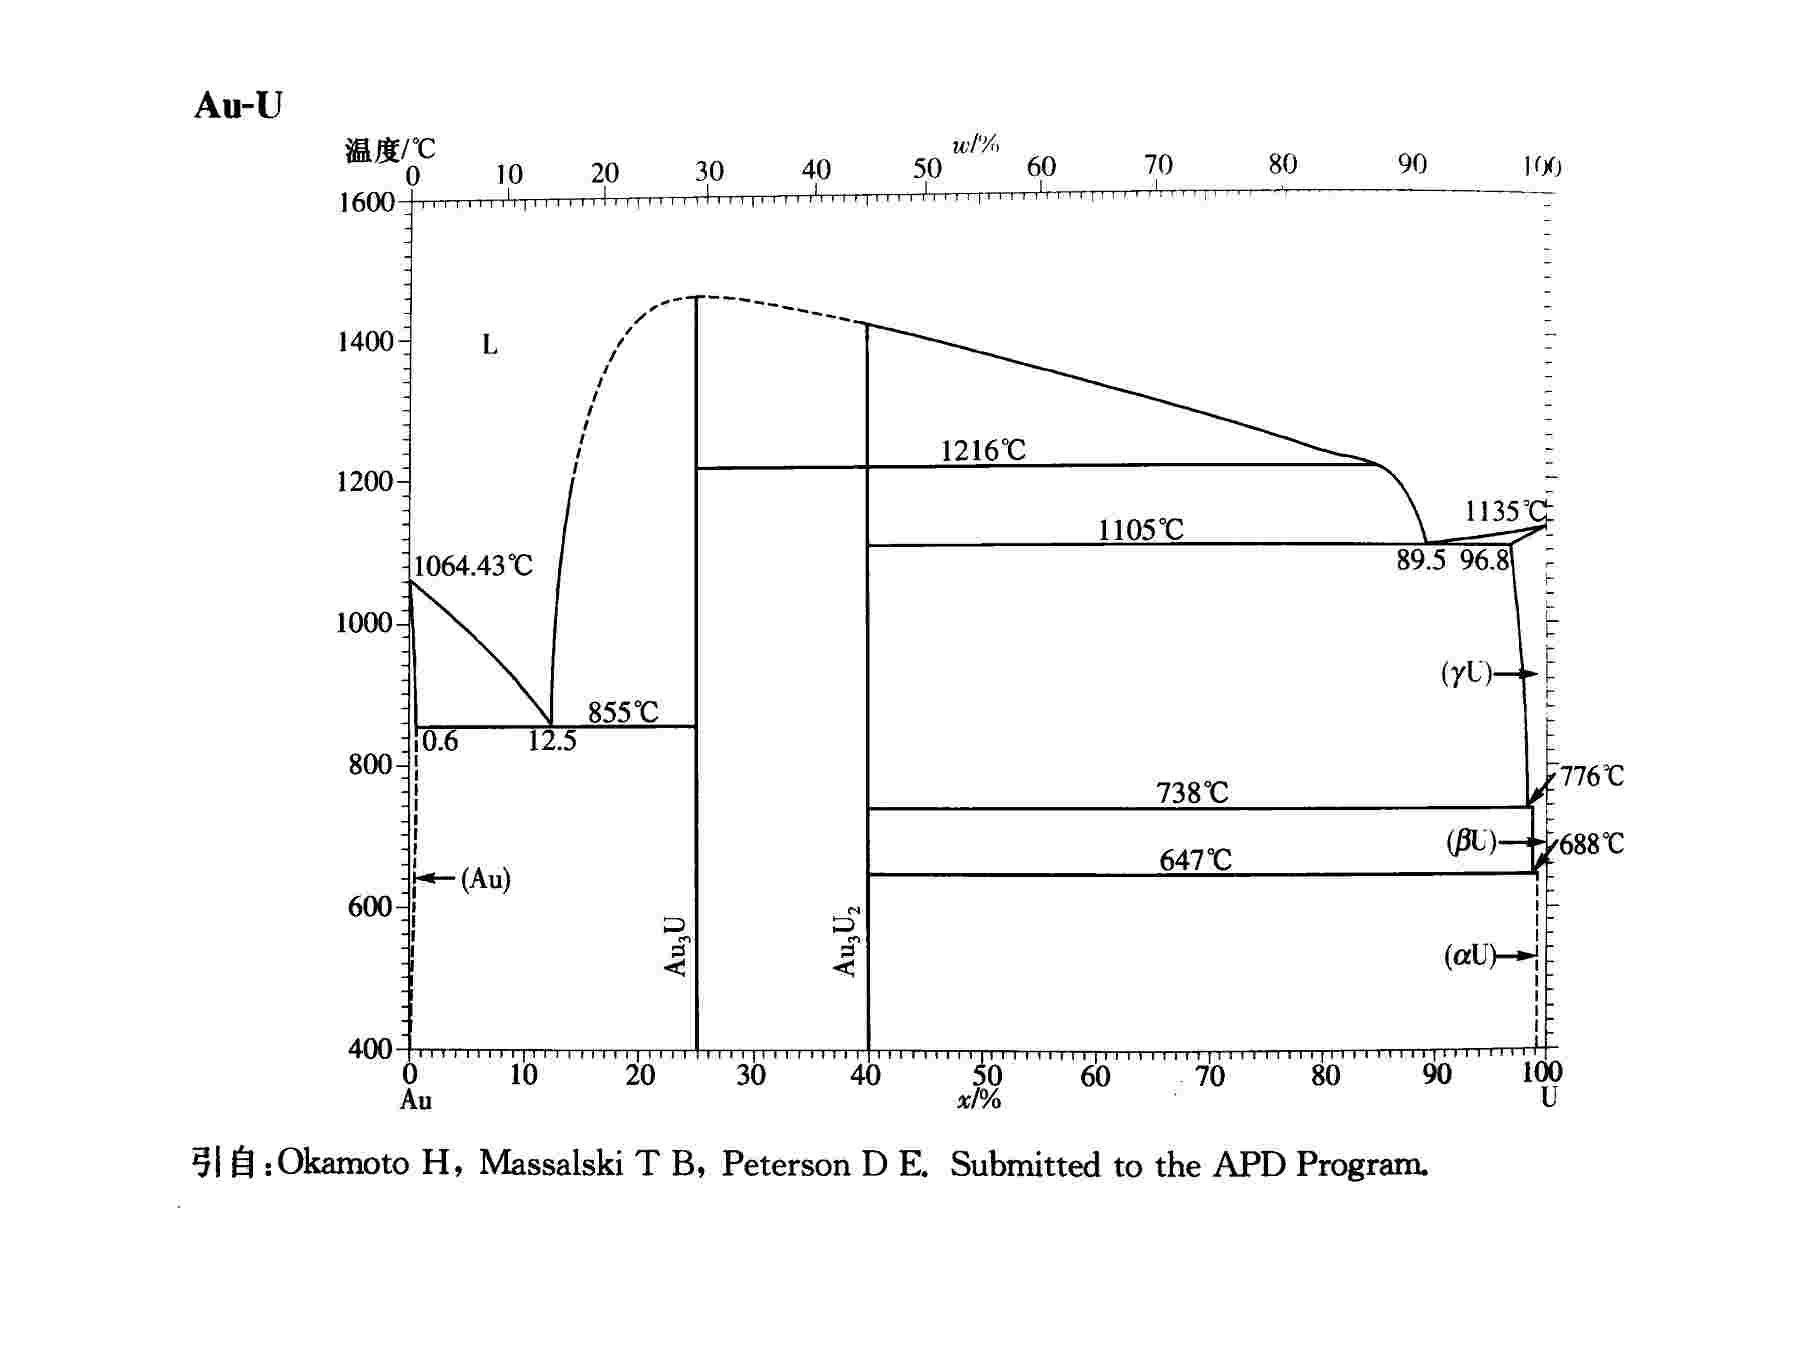 Au-U
温度/℃
w/%
0 10 20 30 40 50 60 70 80 90 100
1600
1400
L
1216℃
1200
1135℃
1105℃
1064.43℃
89.5 96.8
1000
(γU)
855℃
0.6 12.5
800
776℃
738℃
(βU)
688℃
647℃
(Au)
600
Au₃U
Au₃U₂
(αU)
400
0 10 20 30 40 50 60 70 80 90 100
Au x/% U
引自:Okamoto H, Massalski T B, Peterson D E. Submitted to the APD Program.